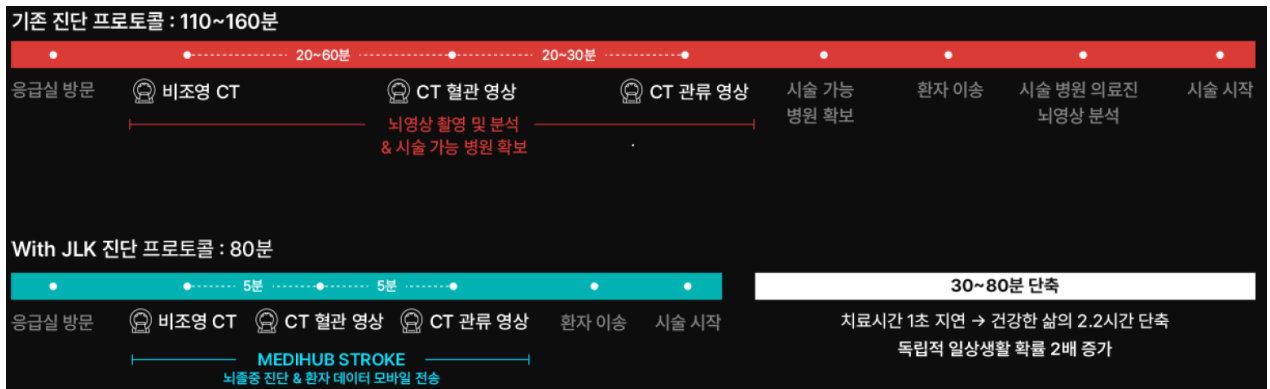 기존 진단 프로토콜 : 110~160분
20~60분 20~30분
응급실 방문 비조영 CT CT 혈관 영상 CT 관류 영상 시술 가능 환자 이송 시술 병원 의료진 시술 시작
병원 확보 뇌영상 분석
뇌영상 촬영 및 분석
& 시술 가능 병원 확보
With JLK 진단 프로토콜 : 80분
5분 5분
30~80분 단축
응급실 방문 비조영 CT CT 혈관 영상 CT 관류 영상 환자 이송 시술 시작
치료시간 1초 지연 → 건강한 삶의 2.2시간 단축
독립적 일상생활 확률 2배 증가
MEDIHUB STROKE
뇌졸중 진단 & 환자 데이터 모바일 전송